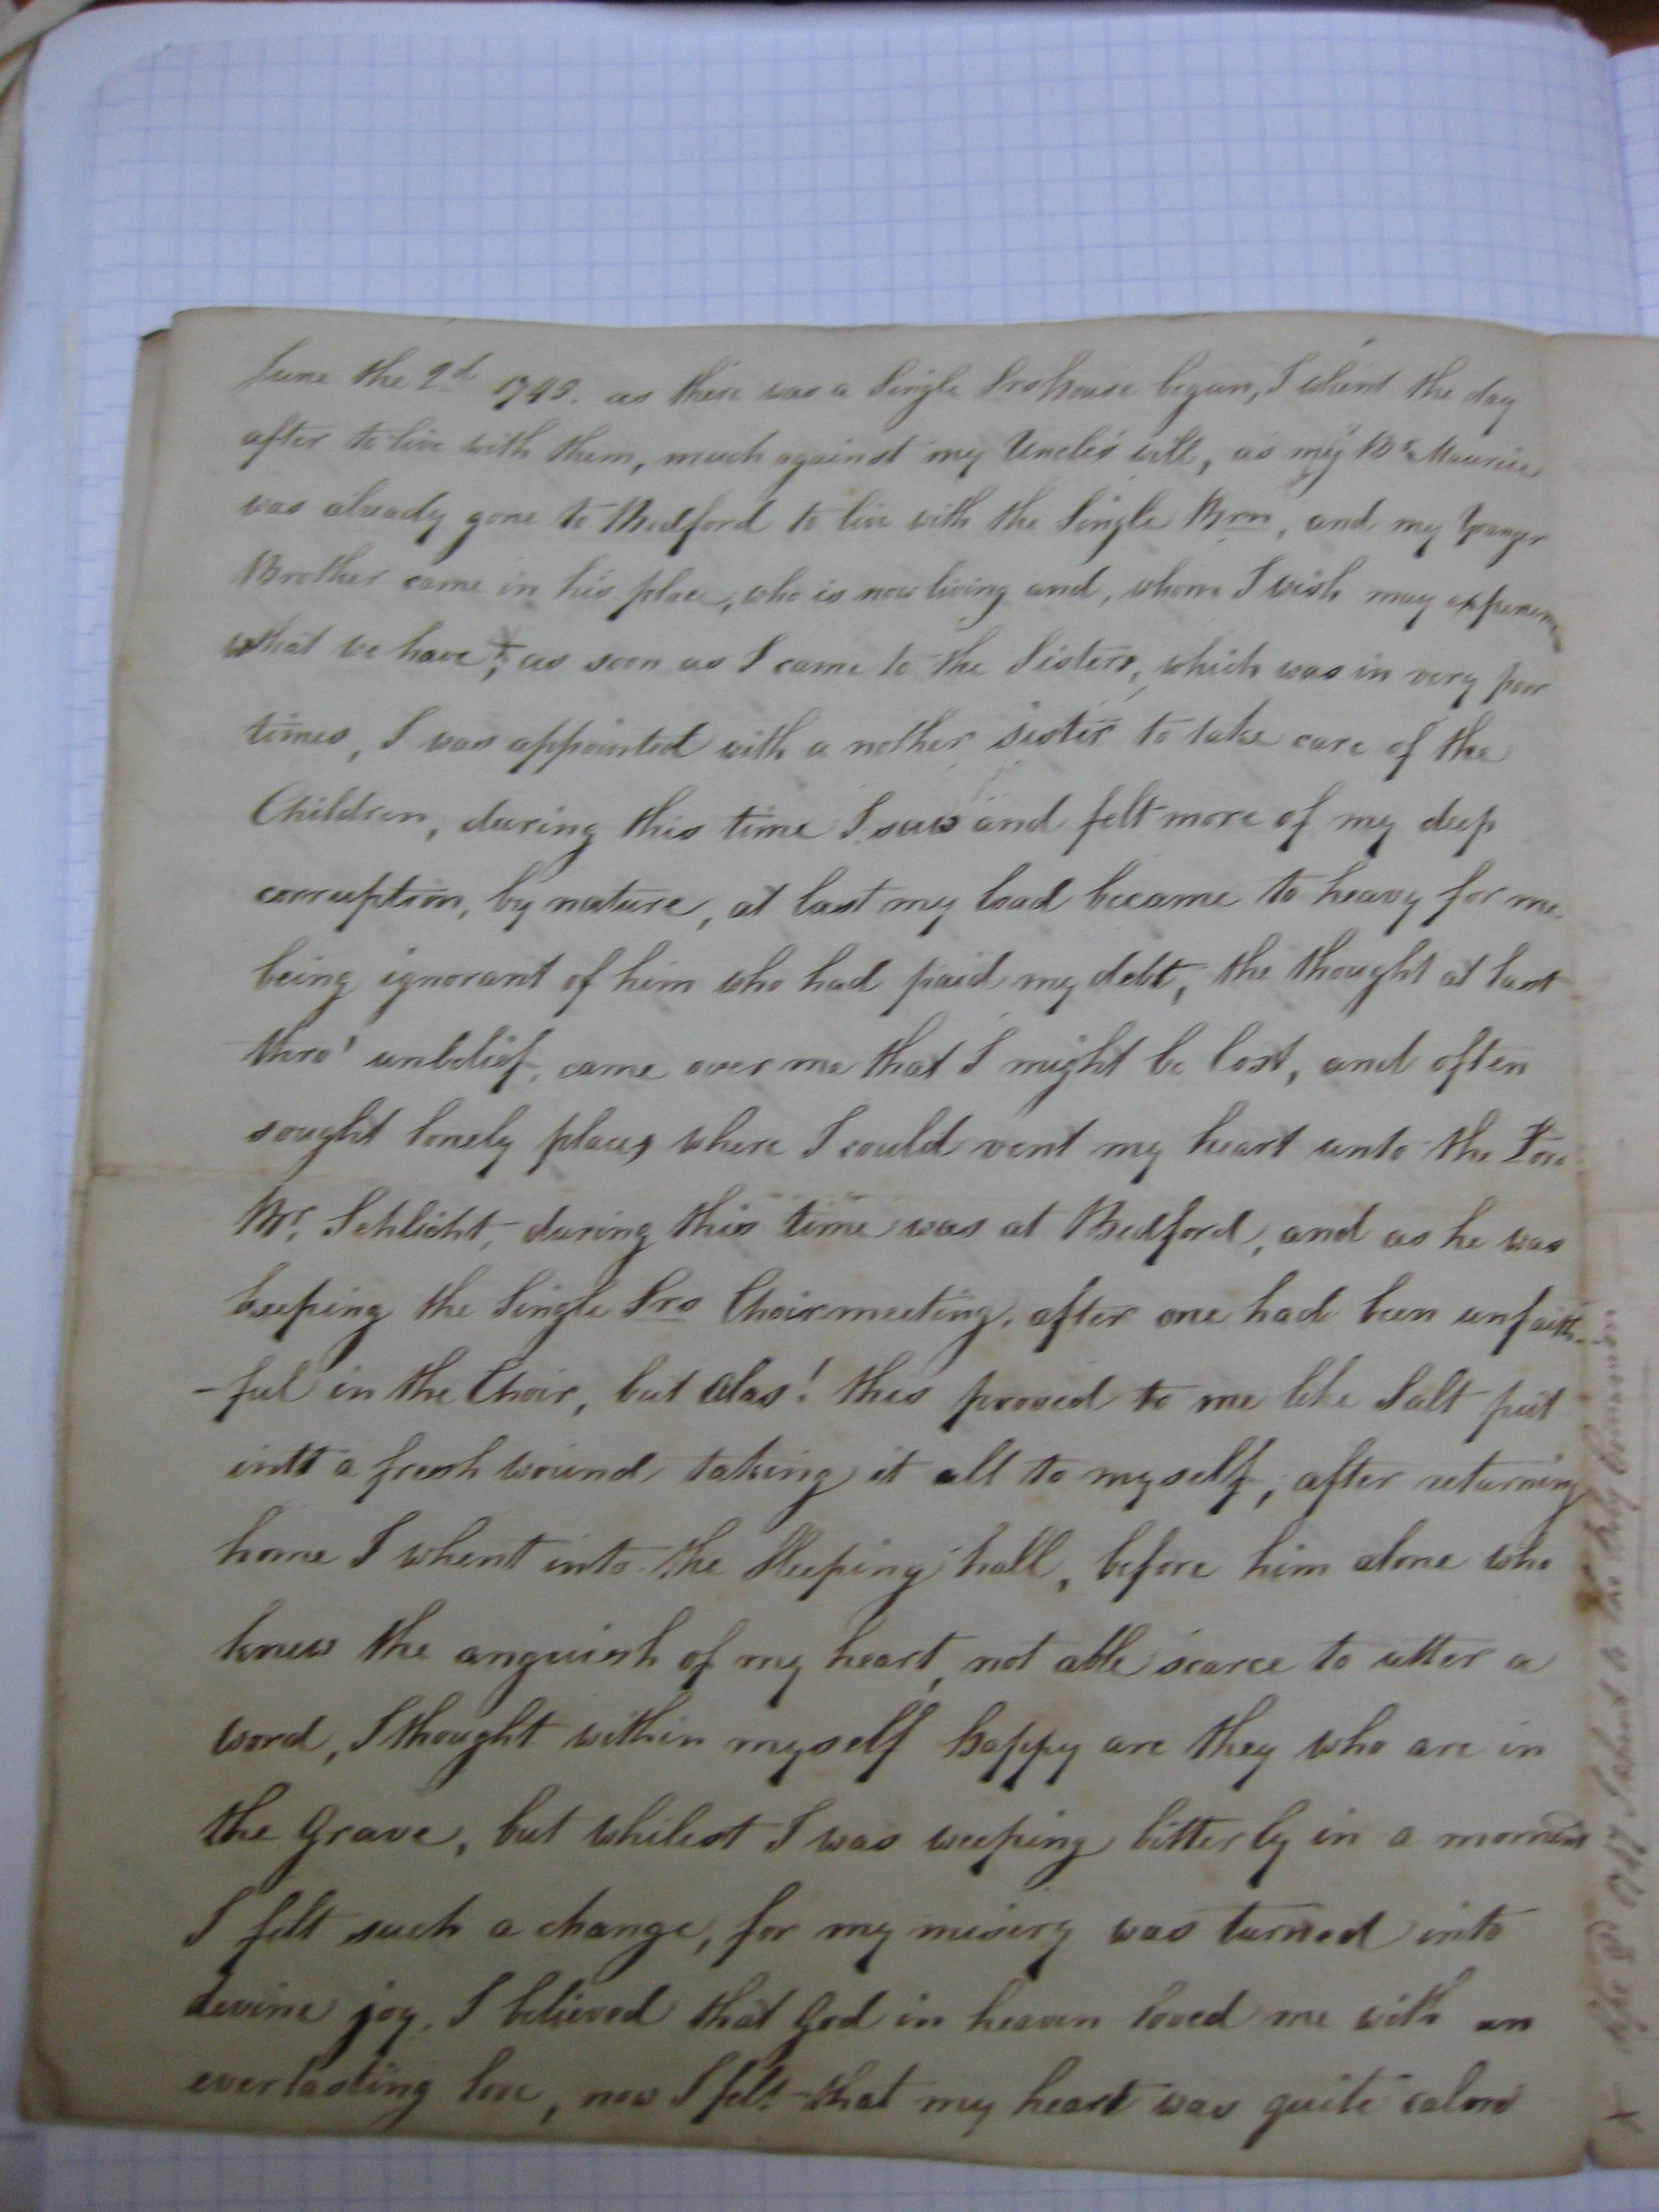 June the 2d 1745. as there was a Single Srshouse begun, I whent the day
after to live with them, much against my Uncles will, as my Br. Maurice
was already gone to Bedford to live with the Single Brn, and my Younger
Brother came in his place, who is now living and, whom I wish may experience
what we have; as soon as I came to the Sisters, which was in very poor
times, I was appointed with a nother sister to take care of the
Children, during this time I saw and felt more of my deep
corruption, by nature, at last my load became to heavy for me
being ignorant of him who had paid my debt, the thought at last
thro' unbelief, came over me that I might be lost, and often
sought lonely places where I could vent my heart unto the Lord
Br. Schlicht, during this time was at Bedford, and as he was
keeping the Single Srs Choirmeeting, after one had been unfaith-
-ful in the Choir, but alas! this proved to me like Salt put
into a fresh wound taking it all to myself, after returning
home I whent into the Sleeping hall, before him alone who
knew the anguish of my heart, not able scarce to utter a
word, I thought within myself happy are they who are in
the Grave, but whilest I was weeping bitterly in a moment
I felt such a change, for my misery was turned into
devine joy, I believed that God in heaven loved me with an
everlasting love, now I felt that my heart was quite calm
I whent to the holy Communion